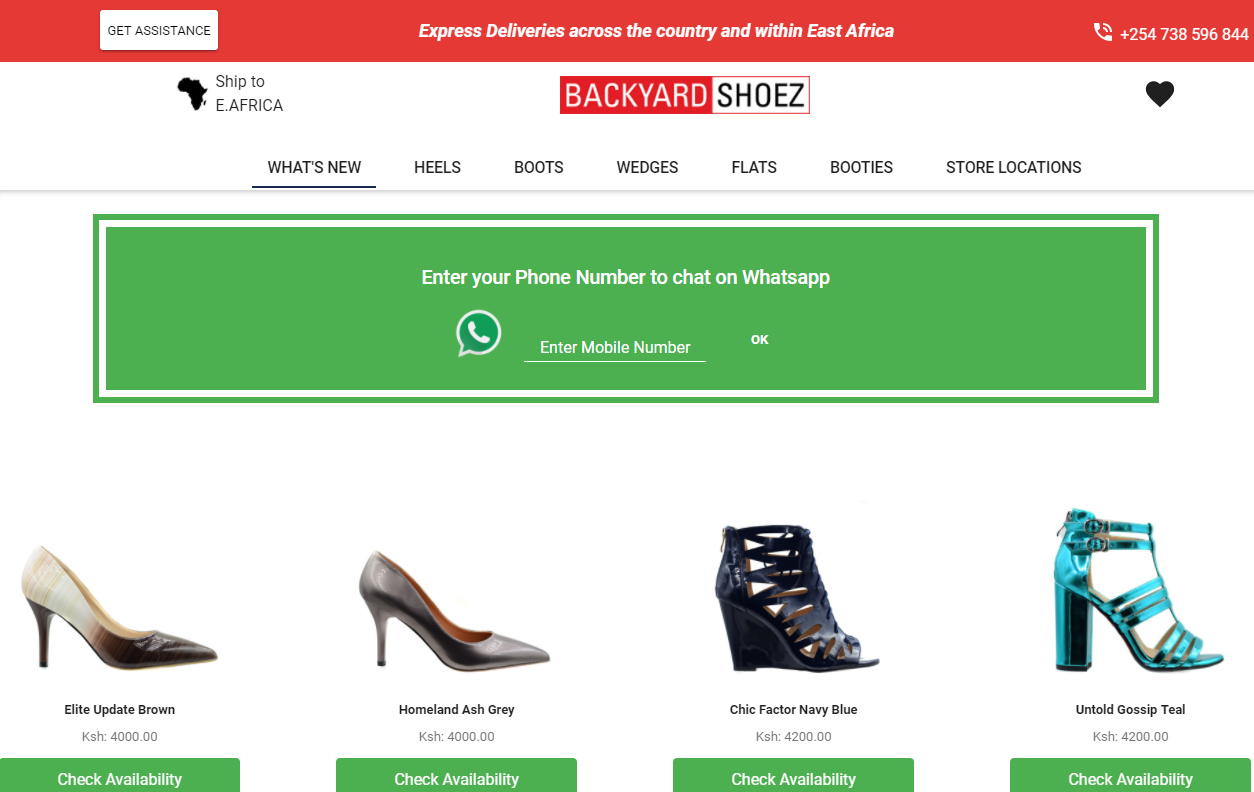 GET ASSISTANCE
Express Deliveries across the country and within East Africa
+254 738 596 844
Ship to
E.AFRICA
BACKYARD SHOEZ
WHAT'S NEW HEELS BOOTS WEDGES FLATS BOOTIES STORE LOCATIONS
Enter your Phone Number to chat on Whatsapp
Enter Mobile Number
OK
Elite Update Brown
Ksh: 4000.00
Check Availability
Homeland Ash Grey
Ksh: 4000.00
Check Availability
Chic Factor Navy Blue
Ksh: 4200.00
Check Availability
Untold Gossip Teal
Ksh: 4200.00
Check Availability